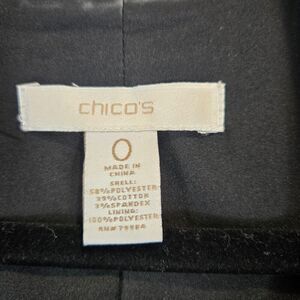 chico's
0
MADE IN
CHINA
SHELL:
58%POLYESTER
39%COTTON
3%SPANDEX
LINING:
100%POLYESTER